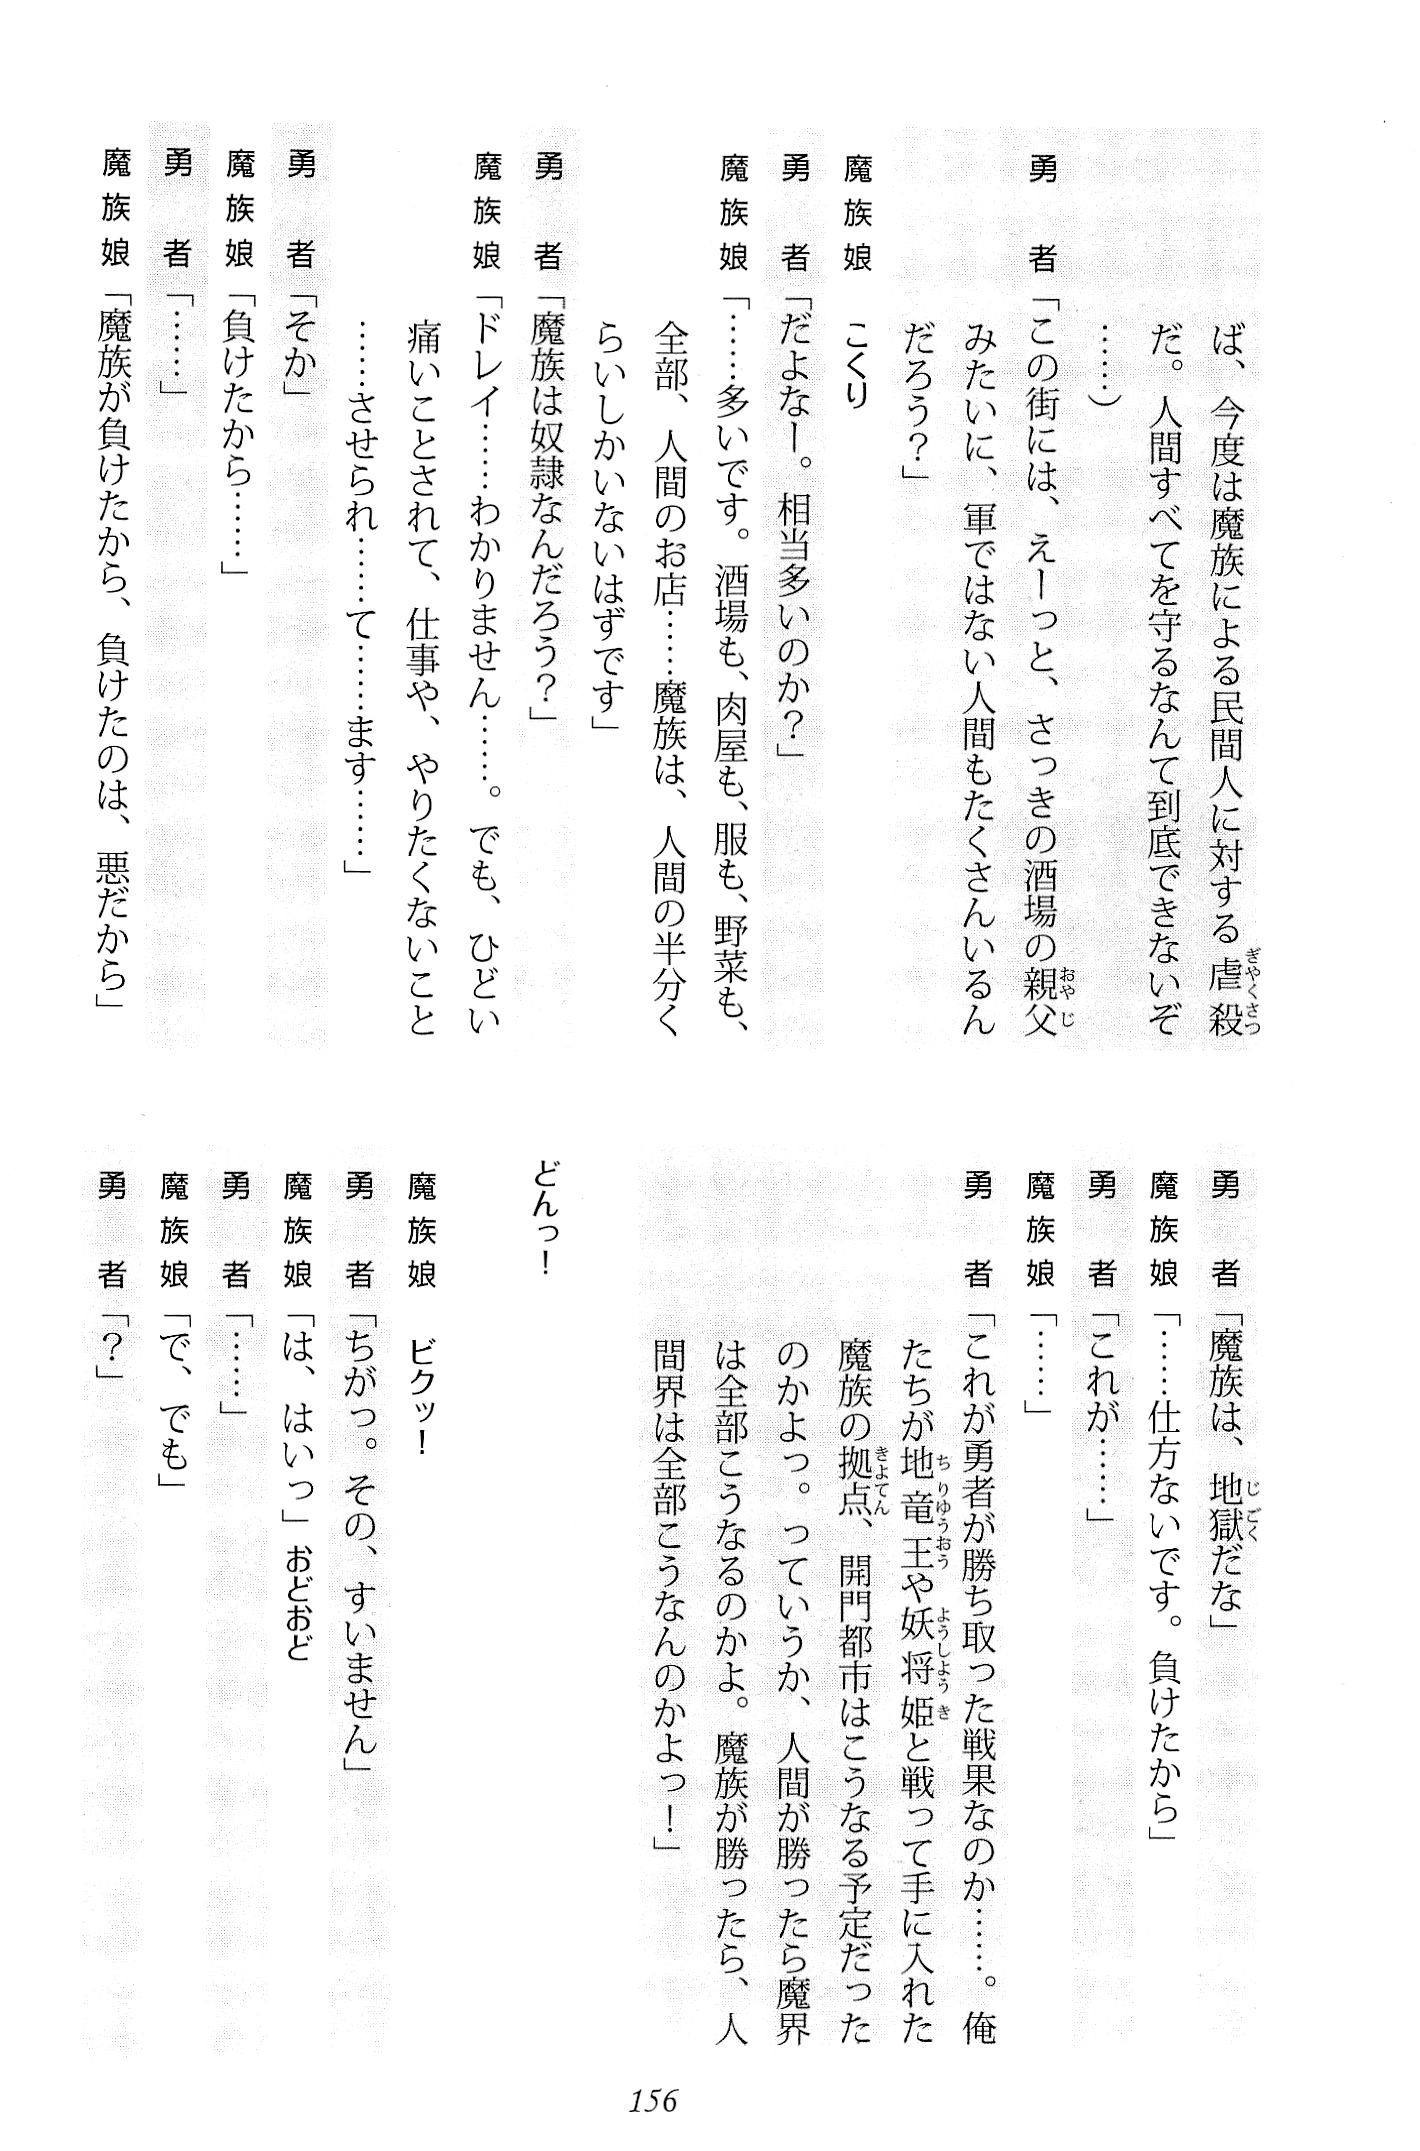 ば、今度は魔族による民間人に対する虐殺
だ。人間すべてを守るなんて到底できないぞ
……）
勇者「この街には、えーっと、さっきの酒場の親父
みたいに、軍ではない人間もたくさんいるん
だろう？」
魔族娘　こくり
勇者「だよなー。相当多いのか？」
魔族娘「……多いです。酒場も、肉屋も、服も、野菜も、
全部、人間のお店……魔族は、人間の半分く
らいしかいないはずです」
勇者「魔族は奴隷なんだろう？」
魔族娘「ドレイ……わかりません……。でも、ひどい
痛いことされて、仕事や、やりたくないこと
……させられ……て……ます……」
勇者「そか」
魔族娘「負けたから……」
勇者「……」
魔族娘「魔族が負けたから、負けたのは、悪だから」
勇者「魔族は、地獄だな」
魔族娘「……仕方ないです。負けたから」
勇者「これが……」
魔族娘「……」
勇者「これが勇者が勝ち取った戦果なのか……。俺
たちが地竜王や妖将姫と戦って手に入れた
魔族の拠点、開門都市はこうなる予定だった
のかよっ。っていうか、人間が勝ったら魔界
は全部こうなるのかよ。魔族が勝ったら、人
間界は全部こうなんのかよっ！」
どんっ！
魔族娘　ビクッ！
勇者「ちがっ。その、すいません」
魔族娘「は、はいっ」おどおど
勇者「……」
魔族娘「で、でも」
勇者「？」
156